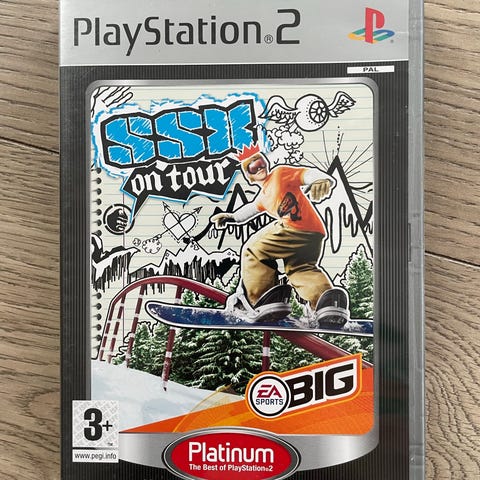 PlayStation®2
PAL
SSX
on tour
EA
SPORTS
BIG
3+
www.pegi.info
Platinum
The Best of PlayStation®2